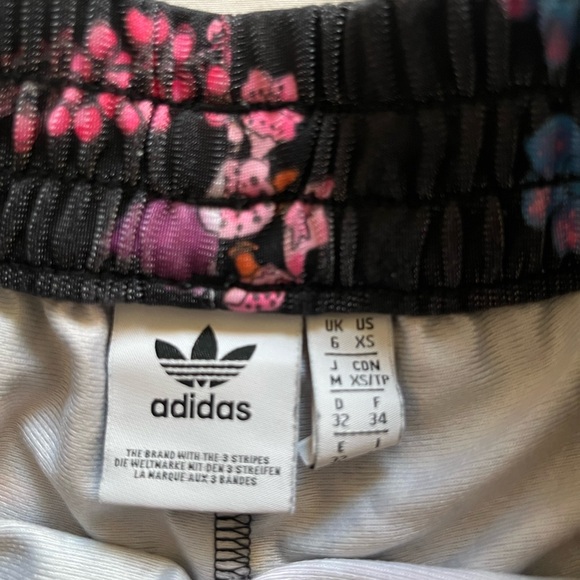 adidas
THE BRAND WITH THE 3 STRIPES
DIE WELTMARKE MIT DEN 3 STREIFEN
LA MARQUE AUX 3 BANDES
UK US
6 XS
J CON
M XS/TP
D F
32 34
E I